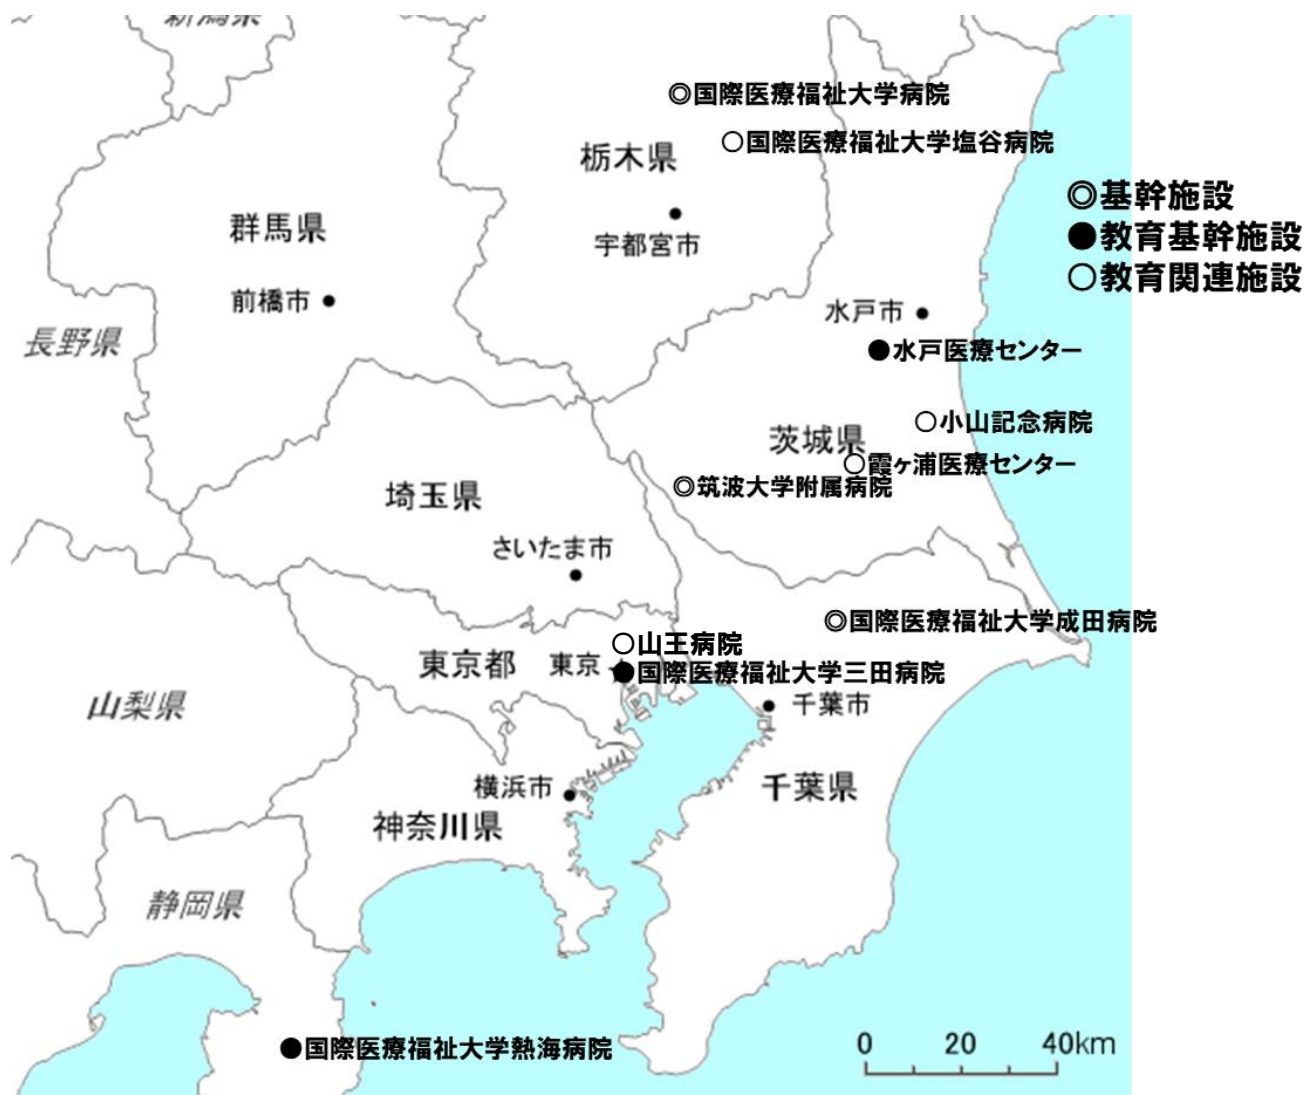 新潟県
◎国際医療福祉大学病院
○国際医療福祉大学塩谷病院
栃木県
◎基幹施設
●教育基幹施設
○教育関連施設
群馬県
宇都宮市
前橋市
水戸市
長野県
●水戸医療センター
○小山記念病院
茨城県
○霞ヶ浦医療センター
◎筑波大学附属病院
埼玉県
さいたま市
◎国際医療福祉大学成田病院
○山王病院
東京都
東京
●国際医療福祉大学三田病院
山梨県
千葉市
横浜市
千葉県
神奈川県
静岡県
●国際医療福祉大学熱海病院
0 20 40km